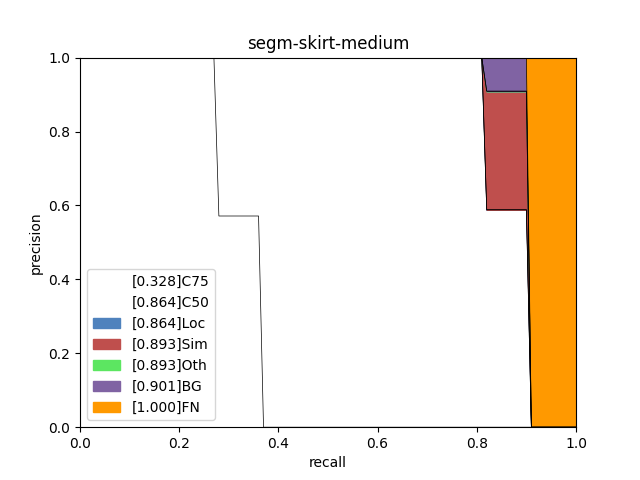 segm-skirt-medium
1.0
0.8
0.6
0.4
0.2
0.0
precision
[0.328]C75
[0.864]C50
[0.864]Loc
[0.893]Sim
[0.893]Oth
[0.901]BG
[1.000]FN
0.0 0.2 0.4 0.6 0.8 1.0
recall